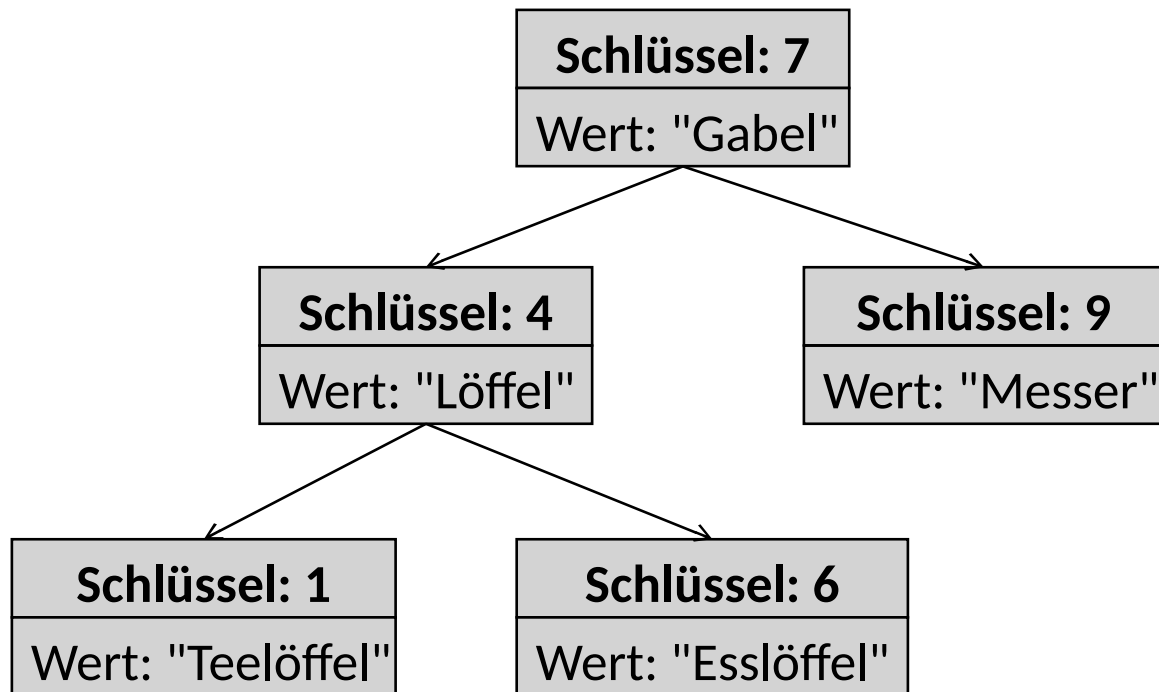 Schlüssel: 7
Wert: "Gabel"
Schlüssel: 4
Wert: "Löffel"
Schlüssel: 9
Wert: "Messer"
Schlüssel: 1
Wert: "Teelöffel"
Schlüssel: 6
Wert: "Esslöffel"